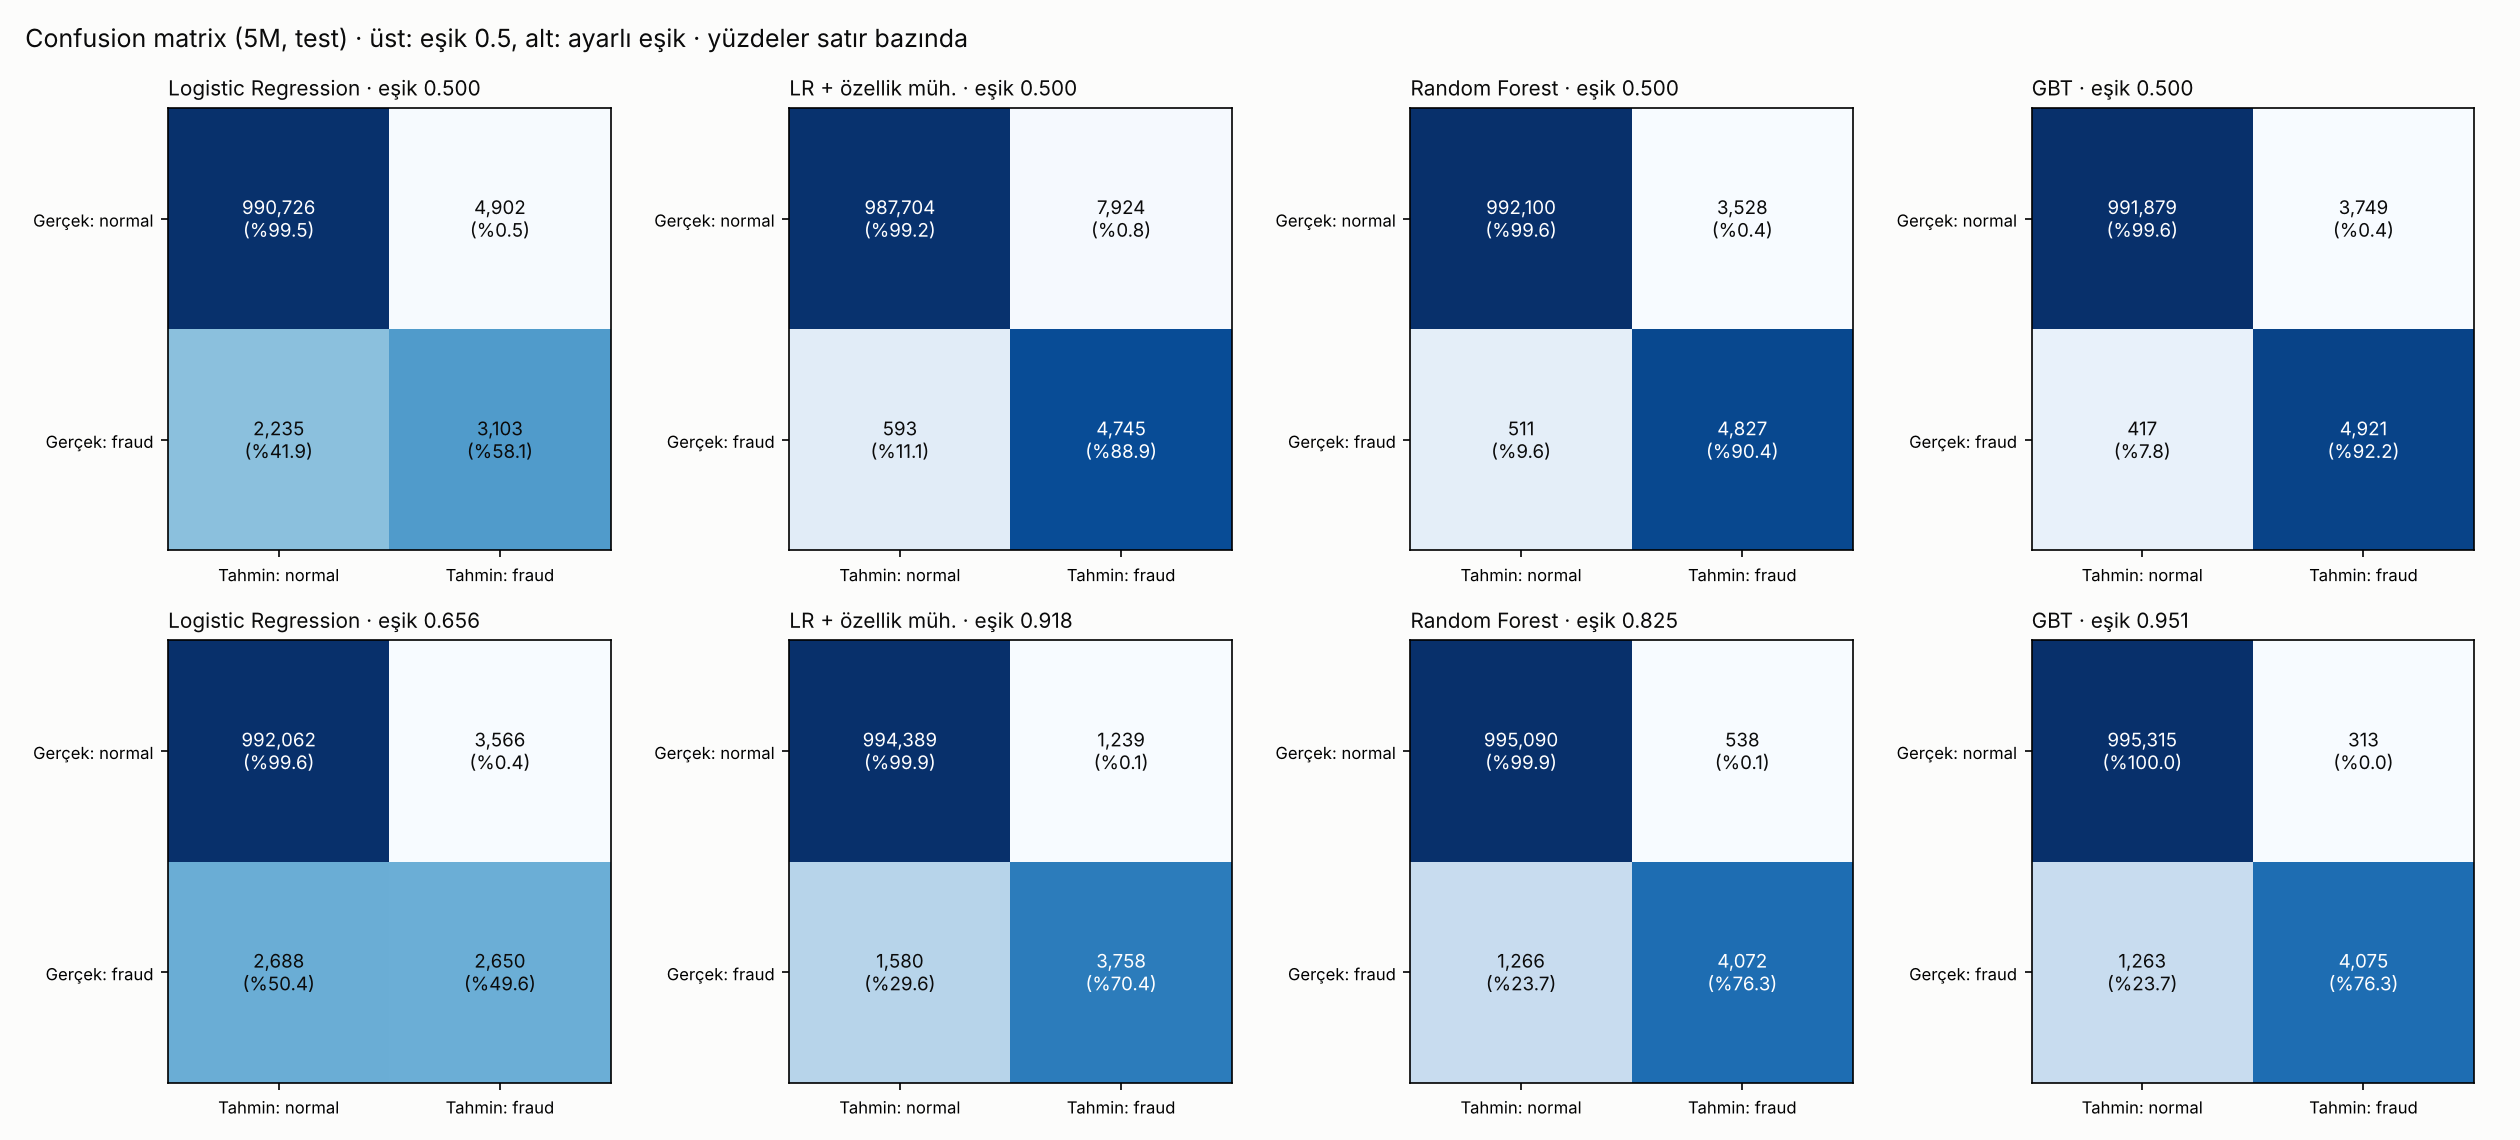 Confusion matrix (5M, test) · üst: eşik 0.5, alt: ayarlı eşik · yüzdeler satır bazında
Logistic Regression · eşik 0.500
Gerçek: normal
990,726
(%99.5)
4,902
(%0.5)
Gerçek: fraud
2,235
(%41.9)
3,103
(%58.1)
Tahmin: normal
Tahmin: fraud
LR + özellik müh. · eşik 0.500
Gerçek: normal
987,704
(%99.2)
7,924
(%0.8)
Gerçek: fraud
593
(%11.1)
4,745
(%88.9)
Tahmin: normal
Tahmin: fraud
Random Forest · eşik 0.500
Gerçek: normal
992,100
(%99.6)
3,528
(%0.4)
Gerçek: fraud
511
(%9.6)
4,827
(%90.4)
Tahmin: normal
Tahmin: fraud
GBT · eşik 0.500
Gerçek: normal
991,879
(%99.6)
3,749
(%0.4)
Gerçek: fraud
417
(%7.8)
4,921
(%92.2)
Tahmin: normal
Tahmin: fraud
Logistic Regression · eşik 0.656
Gerçek: normal
992,062
(%99.6)
3,566
(%0.4)
Gerçek: fraud
2,688
(%50.4)
2,650
(%49.6)
Tahmin: normal
Tahmin: fraud
LR + özellik müh. · eşik 0.918
Gerçek: normal
994,389
(%99.9)
1,239
(%0.1)
Gerçek: fraud
1,580
(%29.6)
3,758
(%70.4)
Tahmin: normal
Tahmin: fraud
Random Forest · eşik 0.825
Gerçek: normal
995,090
(%99.9)
538
(%0.1)
Gerçek: fraud
1,266
(%23.7)
4,072
(%76.3)
Tahmin: normal
Tahmin: fraud
GBT · eşik 0.951
Gerçek: normal
995,315
(%100.0)
313
(%0.0)
Gerçek: fraud
1,263
(%23.7)
4,075
(%76.3)
Tahmin: normal
Tahmin: fraud